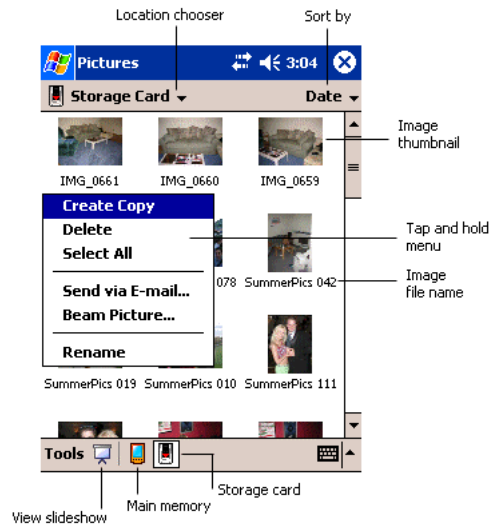 Location chooser
Sort by
Pictures 3:04
Storage Card Date
Image
thumbnail
IMG_0661 IMG_0660 IMG_0659
Create Copy
Delete
Select All
Send via E-mail...
Beam Picture...
Rename
Tap and hold
menu
078 SummerPics 042
Image
file name
SummerPics 019 SummerPics 010 SummerPics 111
Tools
Storage card
Main memory
View slideshow